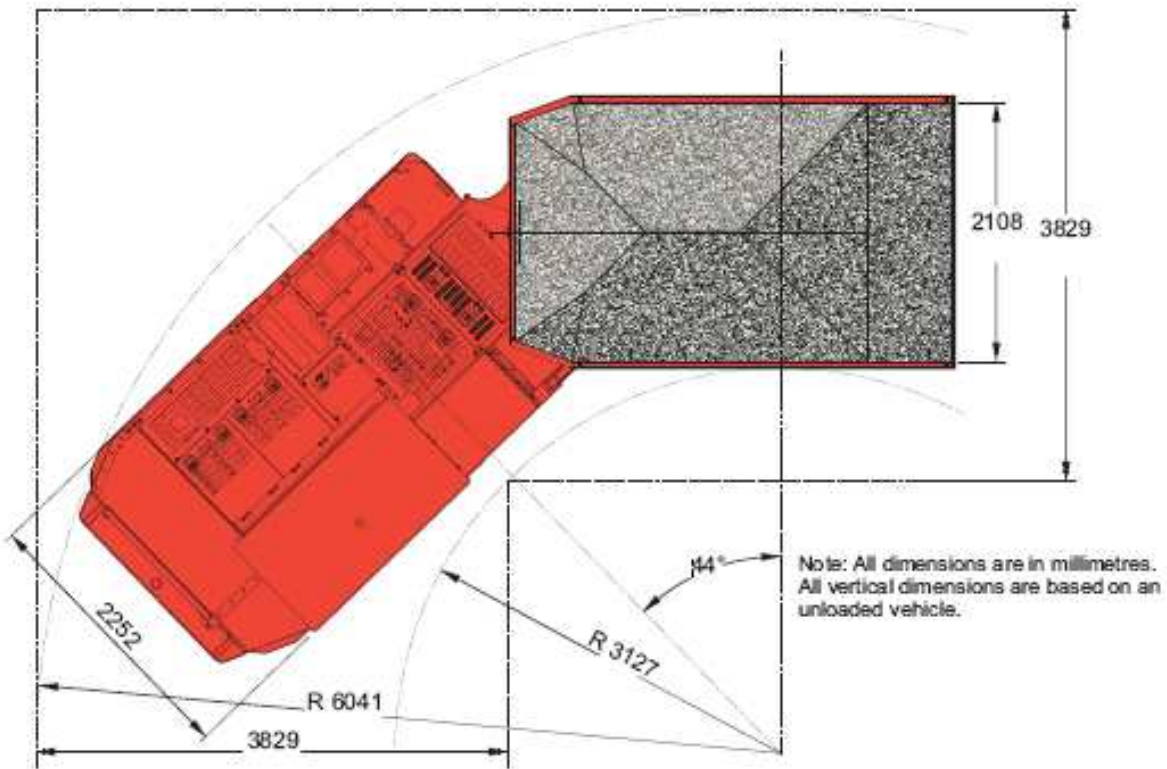 2108
3829
44°
Note: All dimensions are in millimetres.
All vertical dimensions are based on an
unloaded vehicle.
2252
R 3127
R 6041
3829